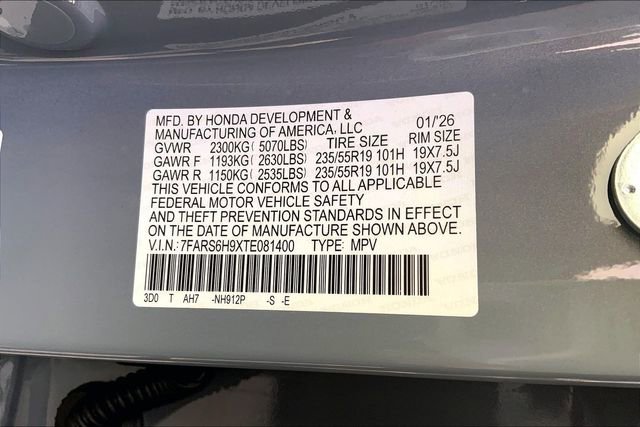 MFD. BY HONDA DEVELOPMENT &
MANUFACTURING OF AMERICA, LLC 01/'26
GVWR 2300KG( 5070LBS) TIRE SIZE RIM SIZE
GAWR F 1193KG( 2630LBS) 235/55R19 101H 19X7.5J
GAWR R 1150KG( 2535LBS) 235/55R19 101H 19X7.5J
THIS VEHICLE CONFORMS TO ALL APPLICABLE
FEDERAL MOTOR VEHICLE SAFETY
AND THEFT PREVENTION STANDARDS IN EFFECT
ON THE DATE OF MANUFACTURE SHOWN ABOVE.
V.I.N.:7FARS6H9XTE081400 TYPE: MPV
3D0 T AH7 -NH912P -S -E